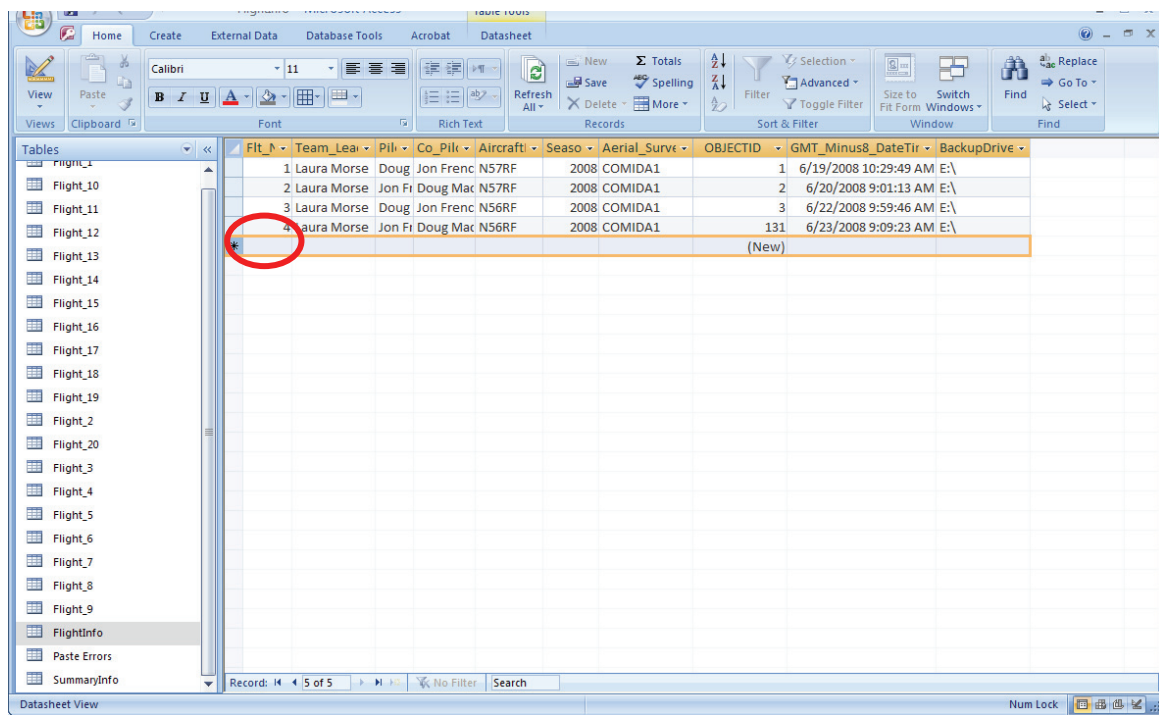 Table Tools
Home Create External Data Database Tools Acrobat Datasheet
View
Paste
Views Clipboard
Calibri 11
B I U A
Font
Rich Text
Refresh All
New
Save
Delete
Totals
Spelling
More
Records
Filter
Selection
Advanced
Toggle Filter
Sort & Filter
Size to Fit Form
Switch Windows
Window
Find
Replace
Go To
Select
Find
Tables
Flight_1
Flight_10
Flight_11
Flight_12
Flight_13
Flight_14
Flight_15
Flight_16
Flight_17
Flight_18
Flight_19
Flight_2
Flight_20
Flight_3
Flight_4
Flight_5
Flight_6
Flight_7
Flight_8
Flight_9
FlightInfo
Paste Errors
SummaryInfo
Flt_N Team_Lea Pil Co_Pilo AircraftI Seaso Aerial_Surve OBJECTID GMT_Minus8_DateTir BackupDrive
1 Laura Morse Doug Jon Frenc N57RF 2008 COMIDA1 1 6/19/2008 10:29:49 AM E:\
2 Laura Morse Jon Fr Doug Mac N57RF 2008 COMIDA1 2 6/20/2008 9:01:13 AM E:\
3 Laura Morse Doug Jon Frenc N56RF 2008 COMIDA1 3 6/22/2008 9:59:46 AM E:\
4 Laura Morse Jon Fr Doug Mac N56RF 2008 COMIDA1 131 6/23/2008 9:09:23 AM E:\
* (New)
Record: 5 of 5 No Filter Search
Datasheet View Num Lock